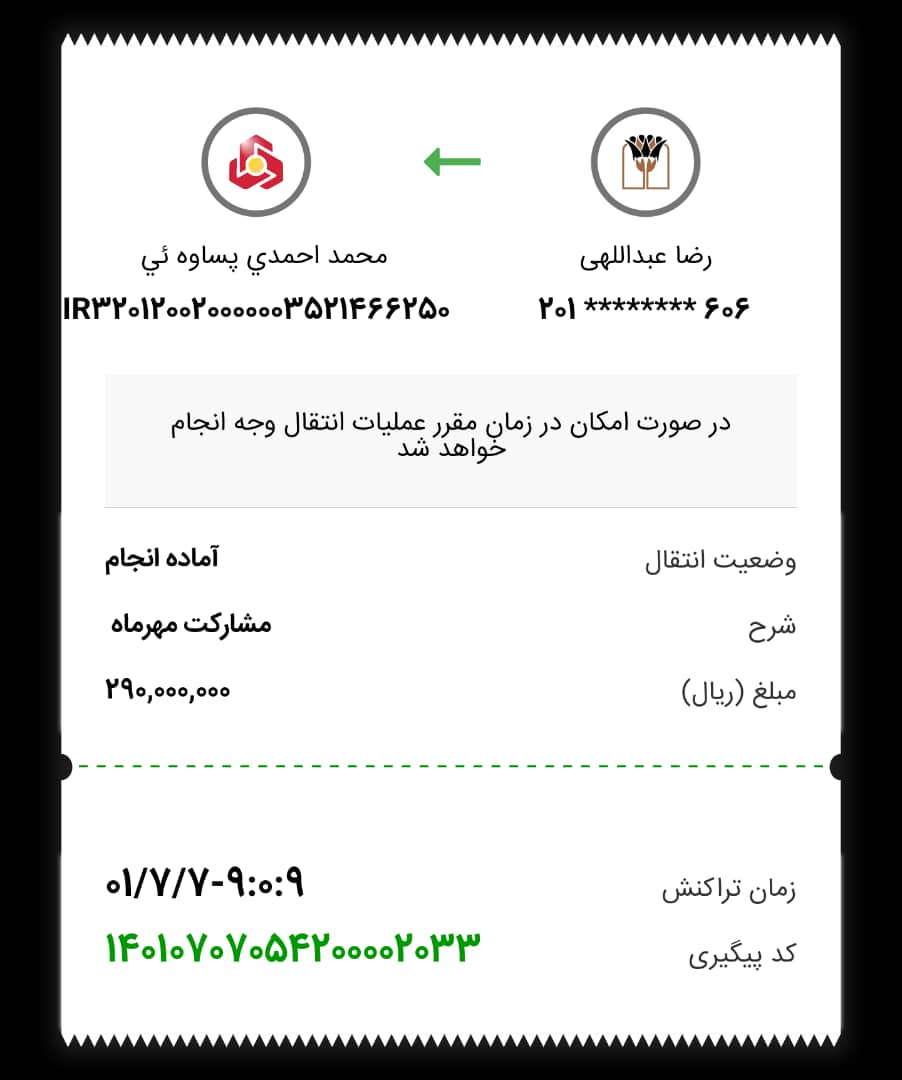 رضا عبداللهی
۲۰۱ ******** ۶۰۶
محمد احمدي پساوه ئي
IR۳۲۰۱۲۰۰۲۰۰۰۰۰۰۳۵۲۱۴۶۶۲۵۰
در صورت امکان در زمان مقرر عملیات انتقال وجه انجام
خواهد شد
وضعیت انتقال آماده انجام
شرح مشارکت مهرماه
مبلغ (ریال) ۲۹۰,۰۰۰,۰۰۰
زمان تراکنش ۰۱/۷/۷-۹:۰:۹
کد پیگیری ۱۴۰۱۰۷۰۷۰۵۴۲۰۰۰۰۲۰۳۳